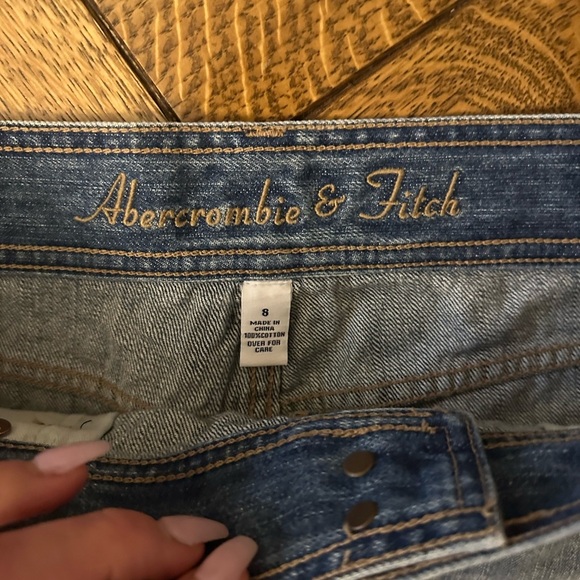 Abercrombie & Fitch
8
MADE IN
CHINA
100%COTTON
OVER FOR
CARE